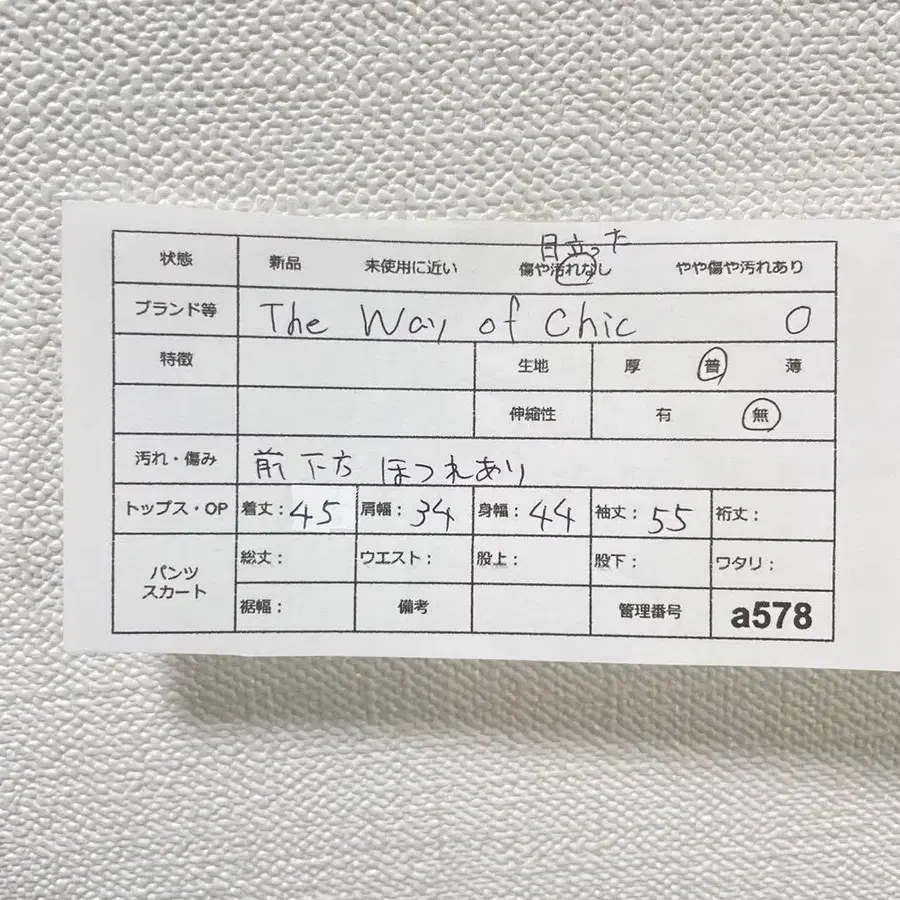 目立った
状態 新品 未使用に近い 傷や汚れなし やや傷や汚れあり
ブランド等 The Way of Chic 0
特徴 生地 厚 普 薄
伸縮性 有 無
汚れ・傷み 前 下方 ほつれあり
トップス・OP 着丈：45 肩幅：34 身幅：44 袖丈：55 裄丈：
パンツ スカート 総丈： ウエスト： 股上： 股下： ワタリ：
裾幅： 備考 管理番号 a578